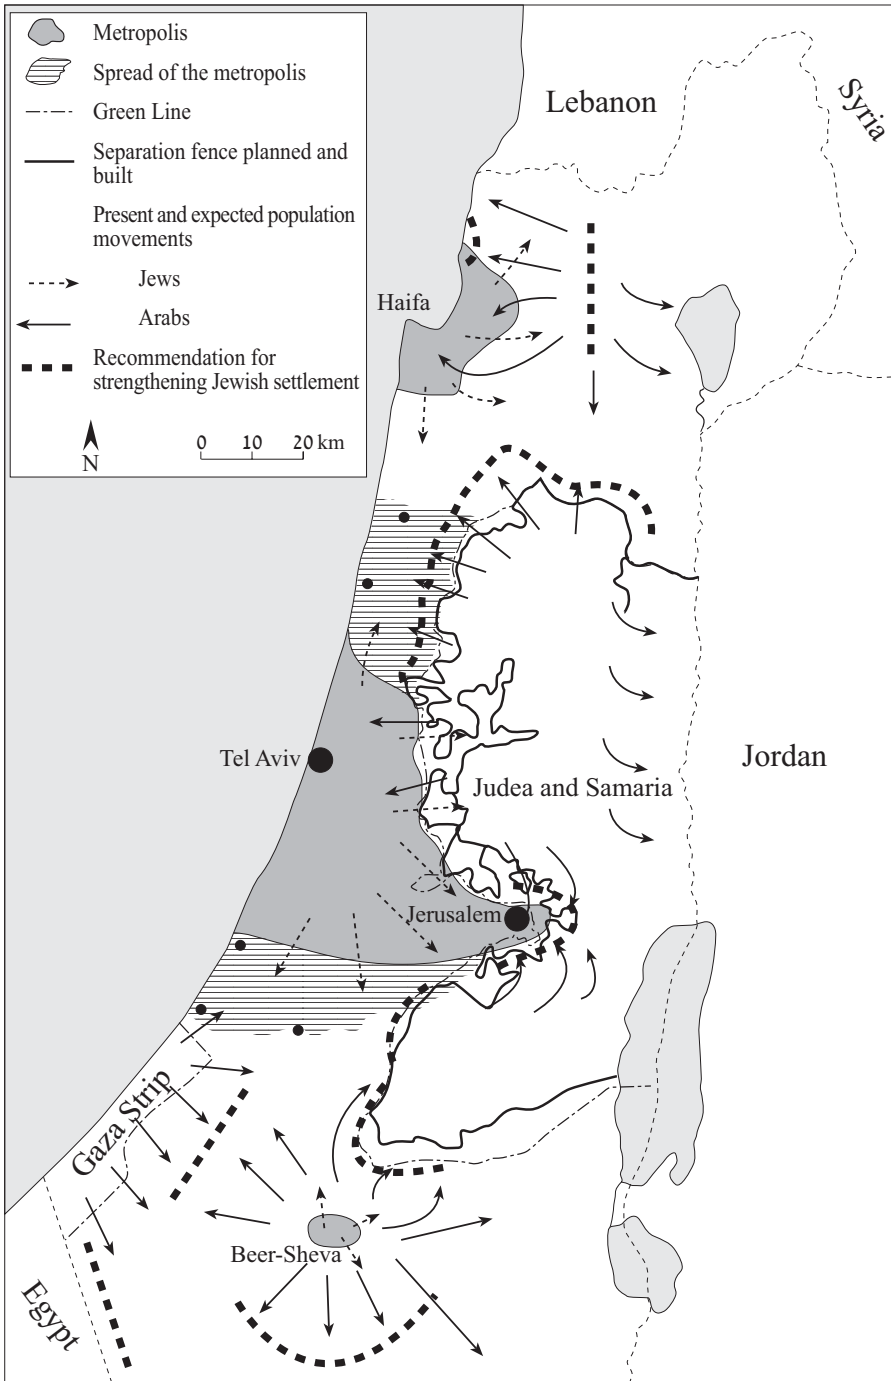 Metropolis
Spread of the metropolis
Green Line
Separation fence planned and
built
Present and expected population
movements
Jews
Arabs
Recommendation for
strengthening Jewish settlement
N
0 10 20 km
Lebanon
Syria
Haifa
Tel Aviv
Jordan
Judea and Samaria
Jerusalem
Gaza Strip
Beer-Sheva
Egypt